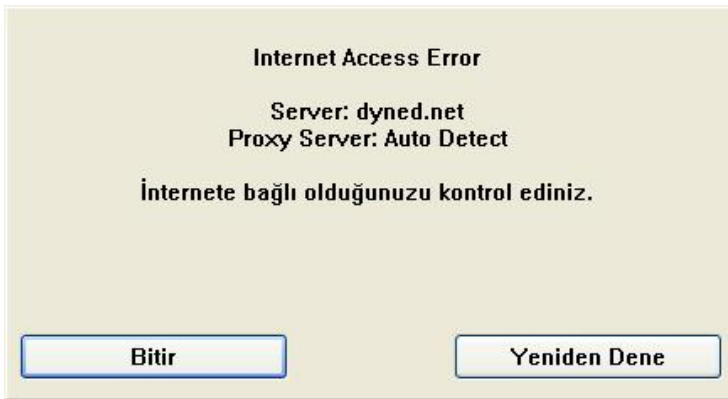 Internet Access Error
Server: dyned.net
Proxy Server: Auto Detect
İnternete bağlı olduğunuzu kontrol ediniz.
Bitir
Yeniden Dene